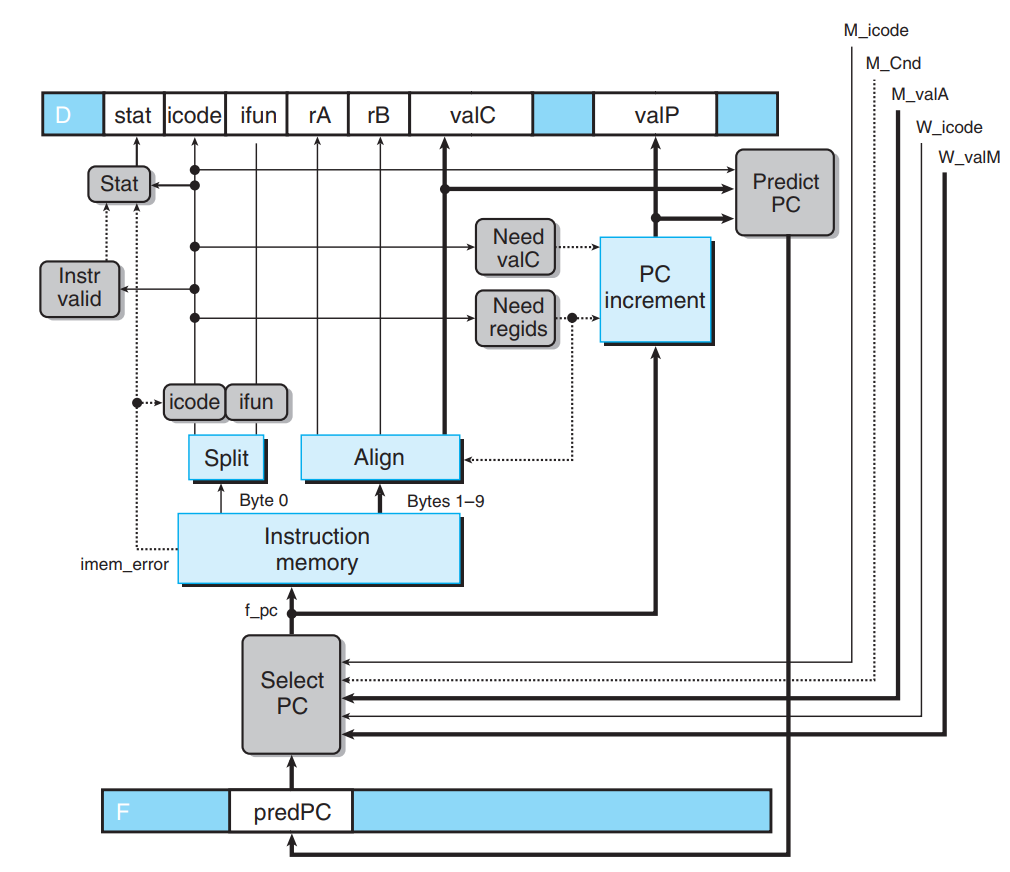 M_icode
M_Cnd
M_valA
W_icode
W_valM
D stat icode ifun rA rB valC valP
Stat
Predict
PC
Need
valC
PC
increment
Instr
valid
Need
regids
icode ifun
Split
Align
Byte 0
Bytes 1–9
Instruction
memory
imem_error
f_pc
Select
PC
F predPC